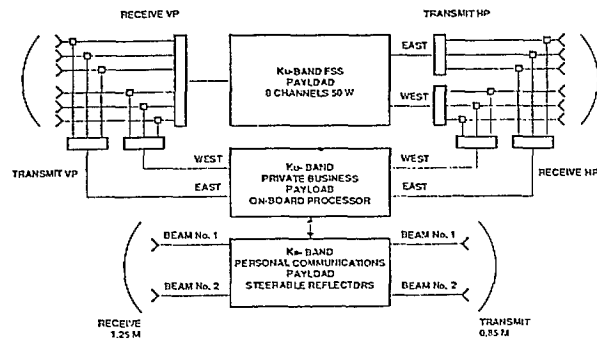 RECEIVE VP
TRANSMIT HP
EAST
Ku-BAND FSS
PAYLOAD
8 CHANNELS 50 W
WEST
TRANSMIT VP
WEST
EAST
Ku-BAND
PRIVATE BUSINESS
PAYLOAD
ON-BOARD PROCESSOR
WEST
EAST
RECEIVE HP
BEAM No. 1
BEAM No. 2
Ka-BAND
PERSONAL COMMUNICATIONS
PAYLOAD
STEERABLE REFLECTORS
BEAM No. 1
BEAM No. 2
RECEIVE
1.25 M
TRANSMIT
0.85 M